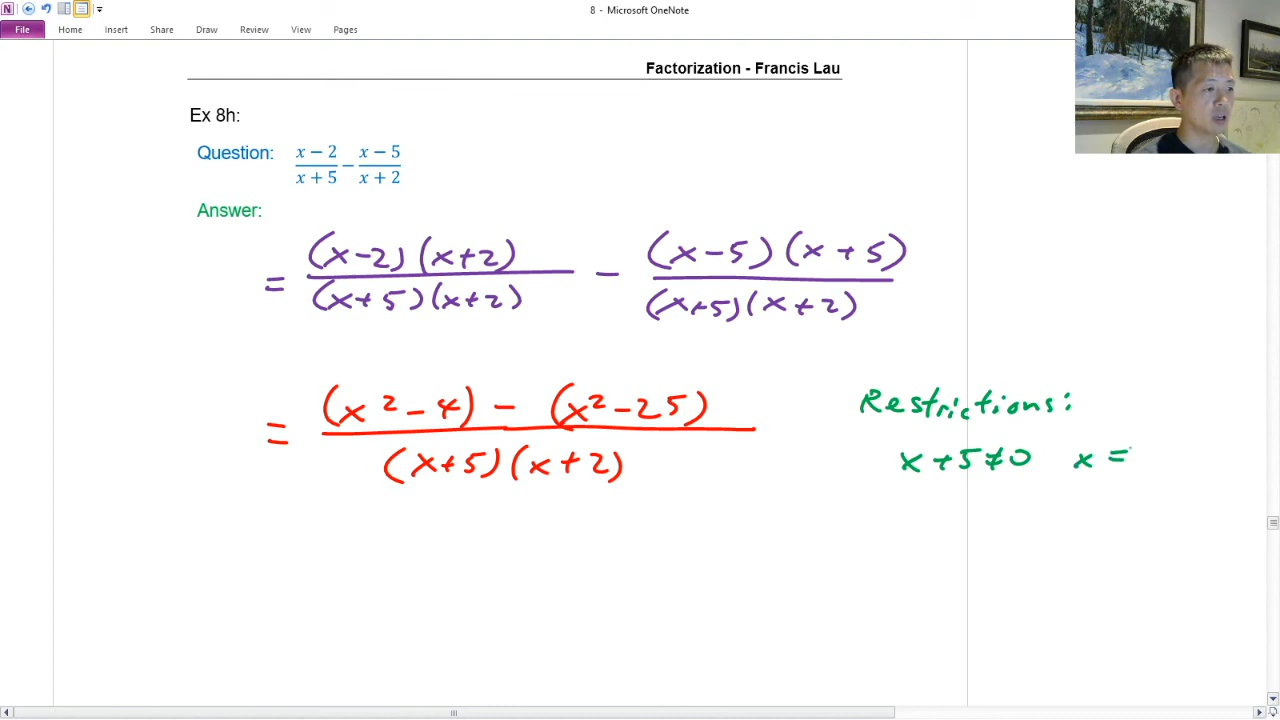 8 - Microsoft OneNote
File Home Insert Share Draw Review View Pages
Factorization - Francis Lau
Ex 8h:
Question: (x − 2)/(x + 5) − (x − 5)/(x + 2)
Answer:
= (x-2)(x+2)/(x+5)(x+2) - (x-5)(x+5)/(x+5)(x+2)
= (x²-4) - (x²-25)/(x+5)(x+2)
Restrictions:
x+5≠0 x =